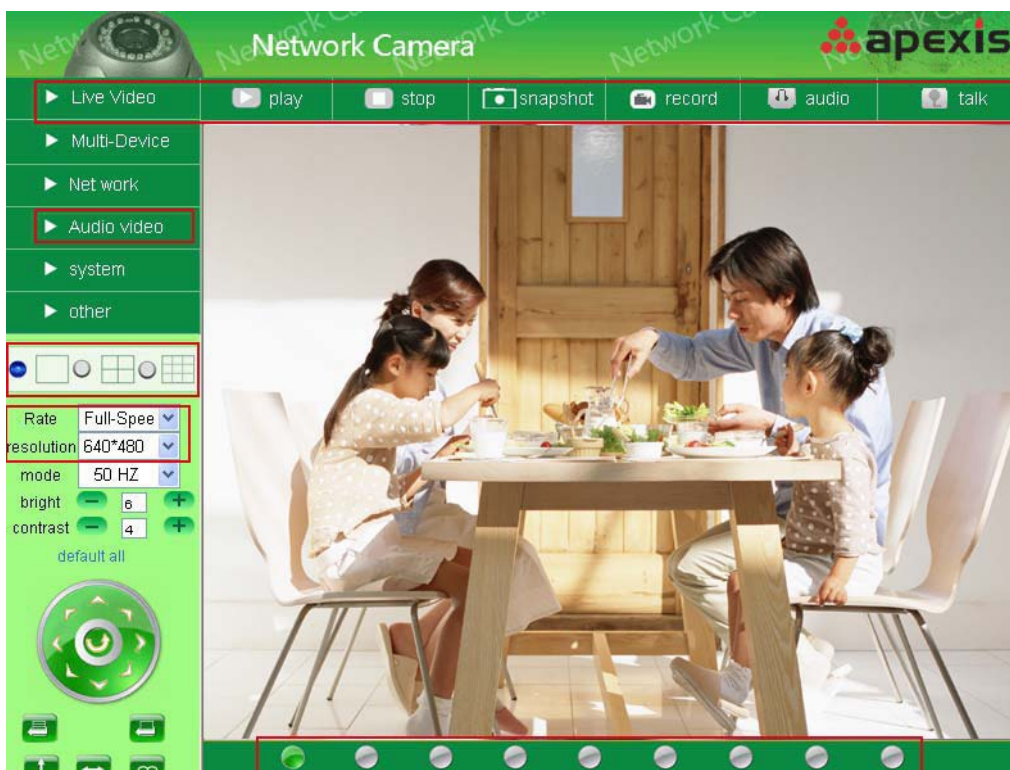 Network Camera
apexis
Live Video
play
stop
snapshot
record
audio
talk
Multi-Device
Net work
Audio video
system
other
Rate Full-Spee
resolution 640*480
mode 50 HZ
bright 6
contrast 4
default all